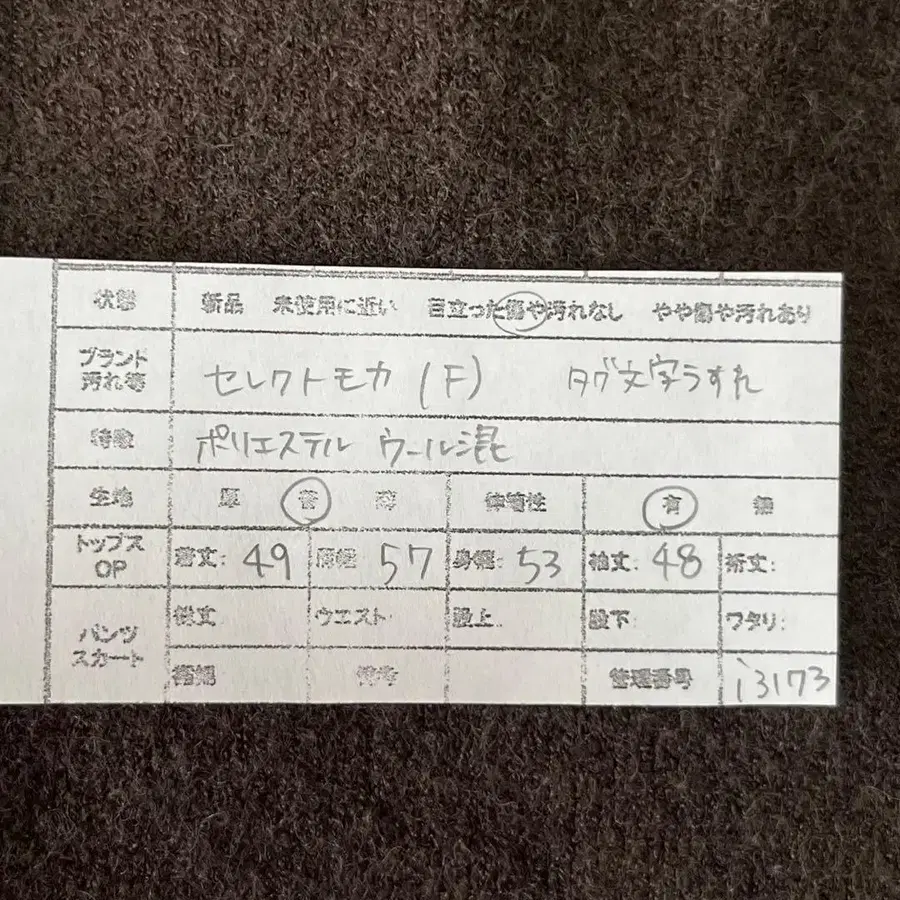 状態 新品 未使用に近い 目立った傷や汚れなし やや傷や汚れあり
ブランド
汚れ等 セレクトモカ (F) タグ文字うすれ
特徴 ポリエステル ウール混
生地 厚 普 薄 伸縮性 有 無
トップス
OP 着丈: 49 肩幅 57 身幅: 53 袖丈: 48 裄丈:
パンツ
スカート 総丈 ウエスト 股上: 股下: ワタリ:
裾幅 備考 管理番号 i3173